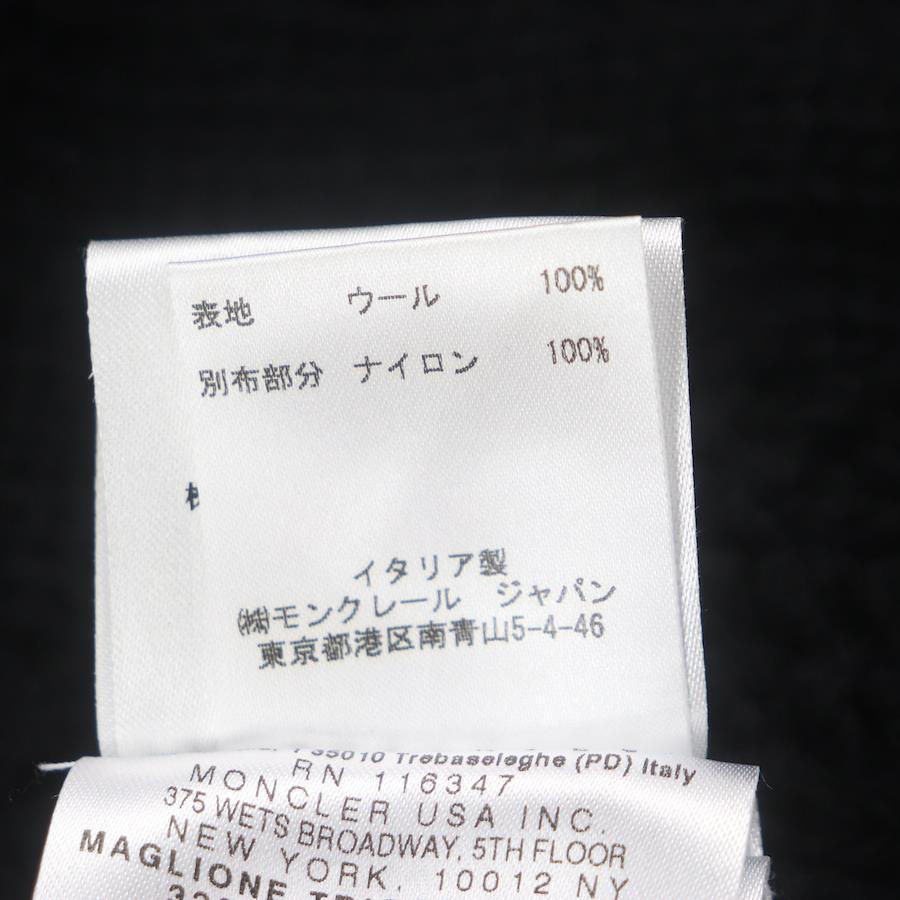 表地 ウール 100%
別布部分 ナイロン 100%
イタリア製
㈱モンクレール ジャパン
東京都港区南青山5-4-46
35010 Trebaseleghe (PD) Italy
RN 116347
MONCLER USA INC.
375 WETS BROADWAY, 5TH FLOOR
NEW YORK, 10012 NY
MAGLIONE